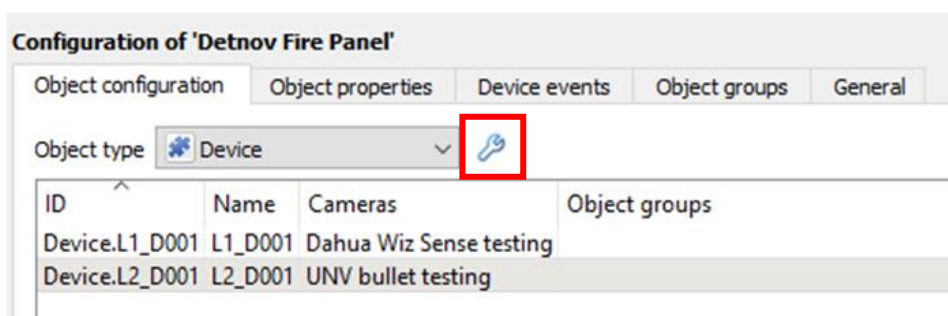 Configuration of 'Detnov Fire Panel'
Object configuration Object properties Device events Object groups General
Object type Device
ID Name Cameras Object groups
Device.L1_D001 L1_D001 Dahua Wiz Sense testing
Device.L2_D001 L2_D001 UNV bullet testing